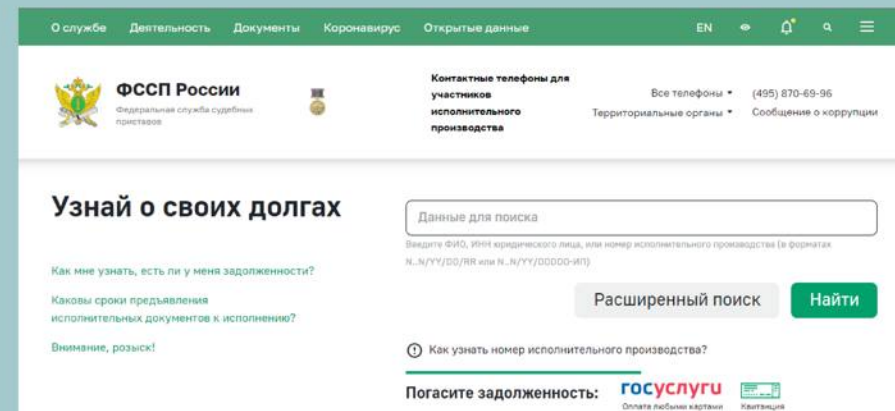 О службе Деятельность Документы Коронавирус Открытые данные EN
ФССП России
Федеральная служба судебных
приставов
Контактные телефоны для
участников
исполнительного
производства
Все телефоны
Территориальные органы
(495) 870-69-96
Сообщение о коррупции
Узнай о своих долгах
Как мне узнать, есть ли у меня задолженности?
Каковы сроки предъявления
исполнительных документов к исполнению?
Внимание, розыск!
Данные для поиска
Введите ФИО, ИНН юридического лица, или номер исполнительного производства (в форматах
N..N/YY/DD/RR или N..N/YY/DDDDD-ИП)
Расширенный поиск Найти
Как узнать номер исполнительного производства?
Погасите задолженность:
госуслуги
Оплата любыми картами
Квитанция